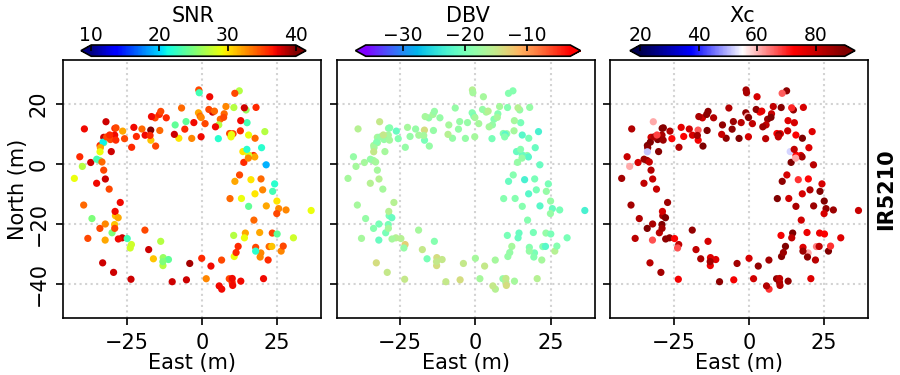 SNR DBV Xc
10 20 30 40 −30 −20 −10 20 40 60 80
20
0
−20
−40
North (m)
IR5210
−25 0 25 −25 0 25 −25 0 25
East (m) East (m) East (m)